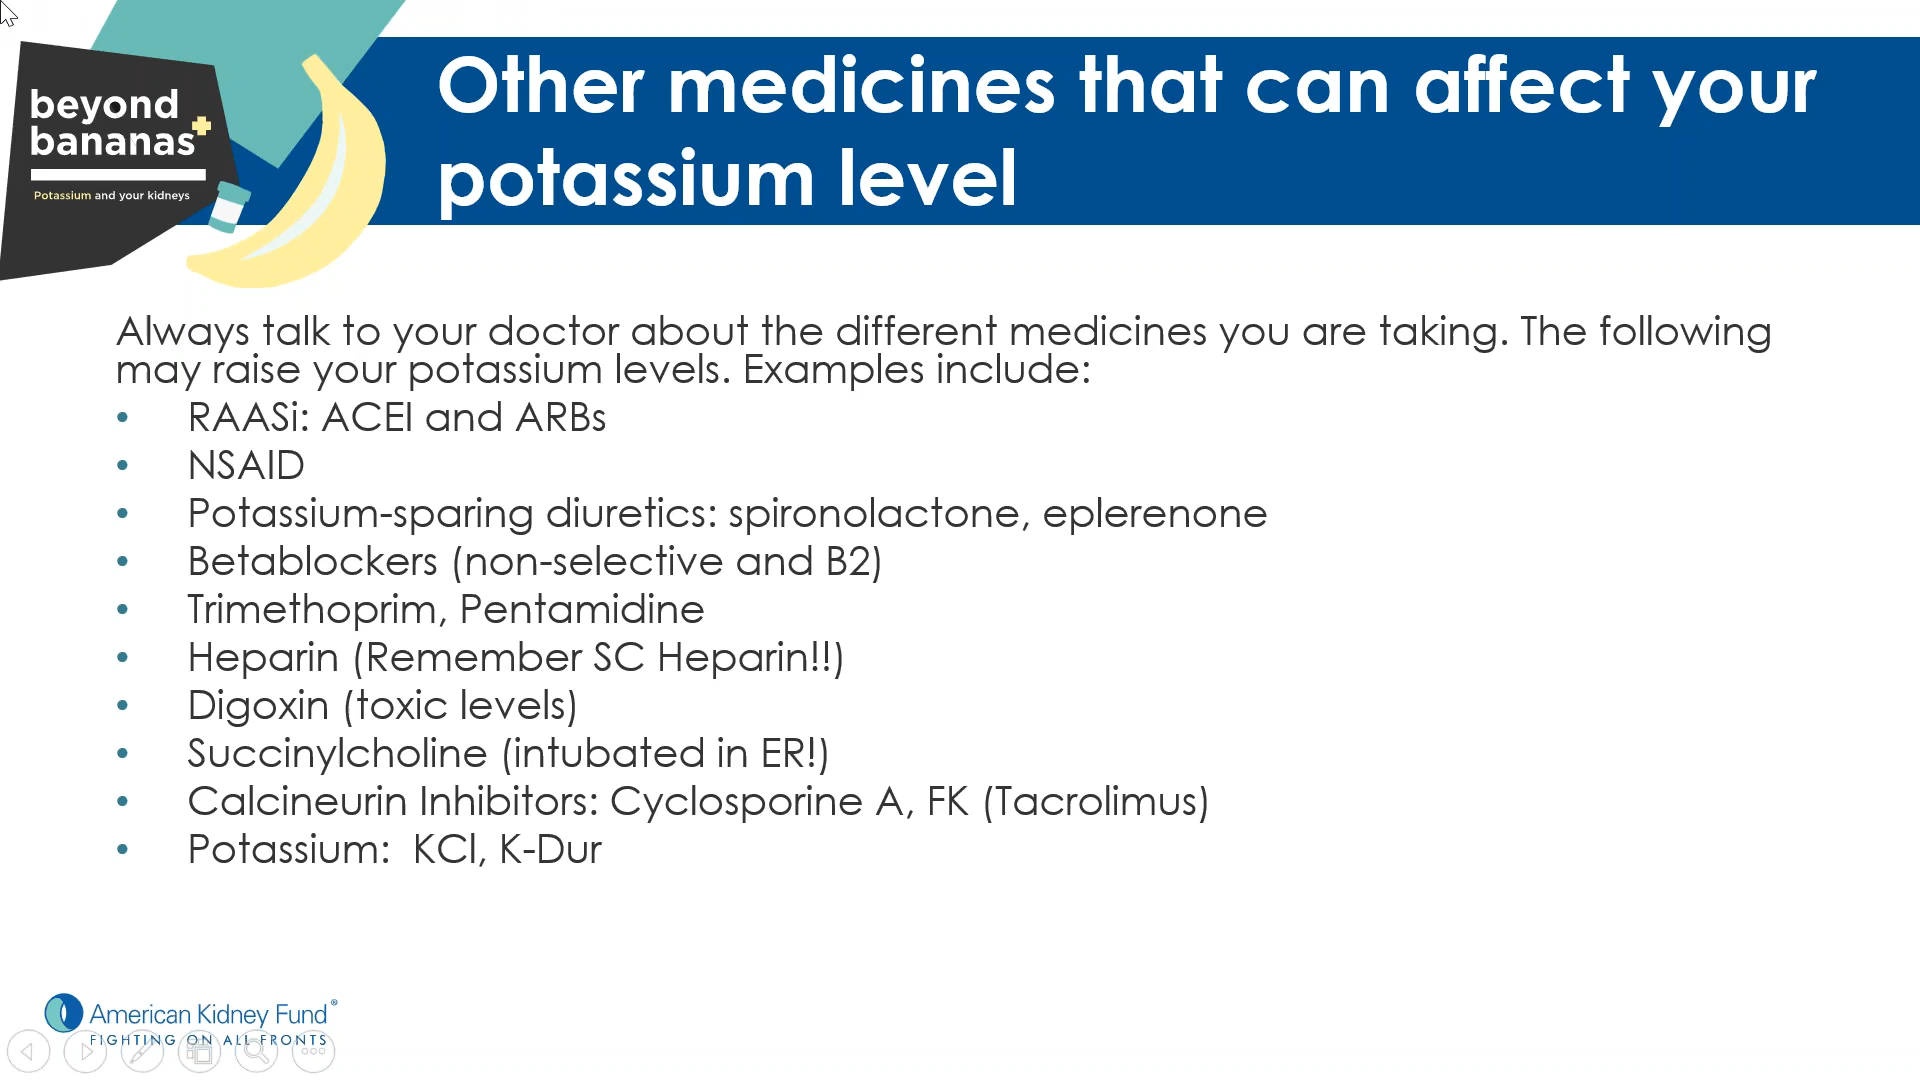 beyond
bananas
Potassium and your kidneys
Other medicines that can affect your
potassium level
Always talk to your doctor about the different medicines you are taking. The following
may raise your potassium levels. Examples include:
• RAASi: ACEI and ARBs
• NSAID
• Potassium-sparing diuretics: spironolactone, eplerenone
• Betablockers (non-selective and B2)
• Trimethoprim, Pentamidine
• Heparin (Remember SC Heparin!!)
• Digoxin (toxic levels)
• Succinylcholine (intubated in ER!)
• Calcineurin Inhibitors: Cyclosporine A, FK (Tacrolimus)
• Potassium:  KCl, K-Dur
American Kidney Fund®
FIGHTING ON ALL FRONTS